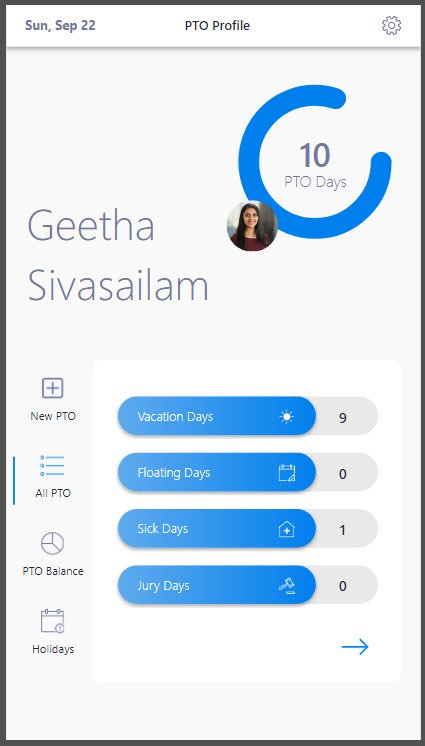 Sun, Sep 22
PTO Profile
10
PTO Days
Geetha
Sivasailam
New PTO
All PTO
PTO Balance
Holidays
Vacation Days 9
Floating Days 0
Sick Days 1
Jury Days 0